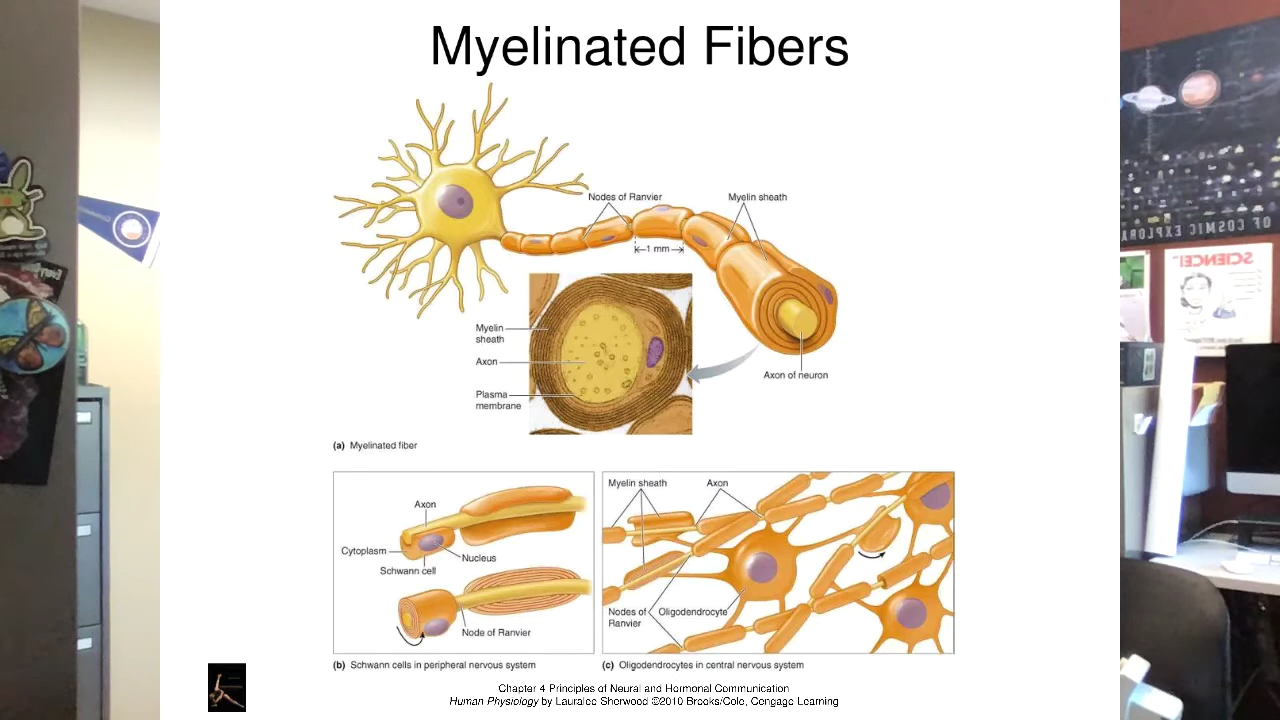 Myelinated Fibers
Nodes of Ranvier
Myelin sheath
1 mm
Myelin
sheath
Axon
Plasma
membrane
Axon of neuron
(a) Myelinated fiber
Axon
Cytoplasm
Nucleus
Schwann cell
Node of Ranvier
(b) Schwann cells in peripheral nervous system
Myelin sheath
Axon
Nodes of
Ranvier
Oligodendrocyte
(c) Oligodendrocytes in central nervous system
Chapter 4 Principles of Neural and Hormonal Communication
Human Physiology by Lauralee Sherwood ©2010 Brooks/Cole, Cengage Learning
OF COSMIC EXPLORA
SCIENCE!